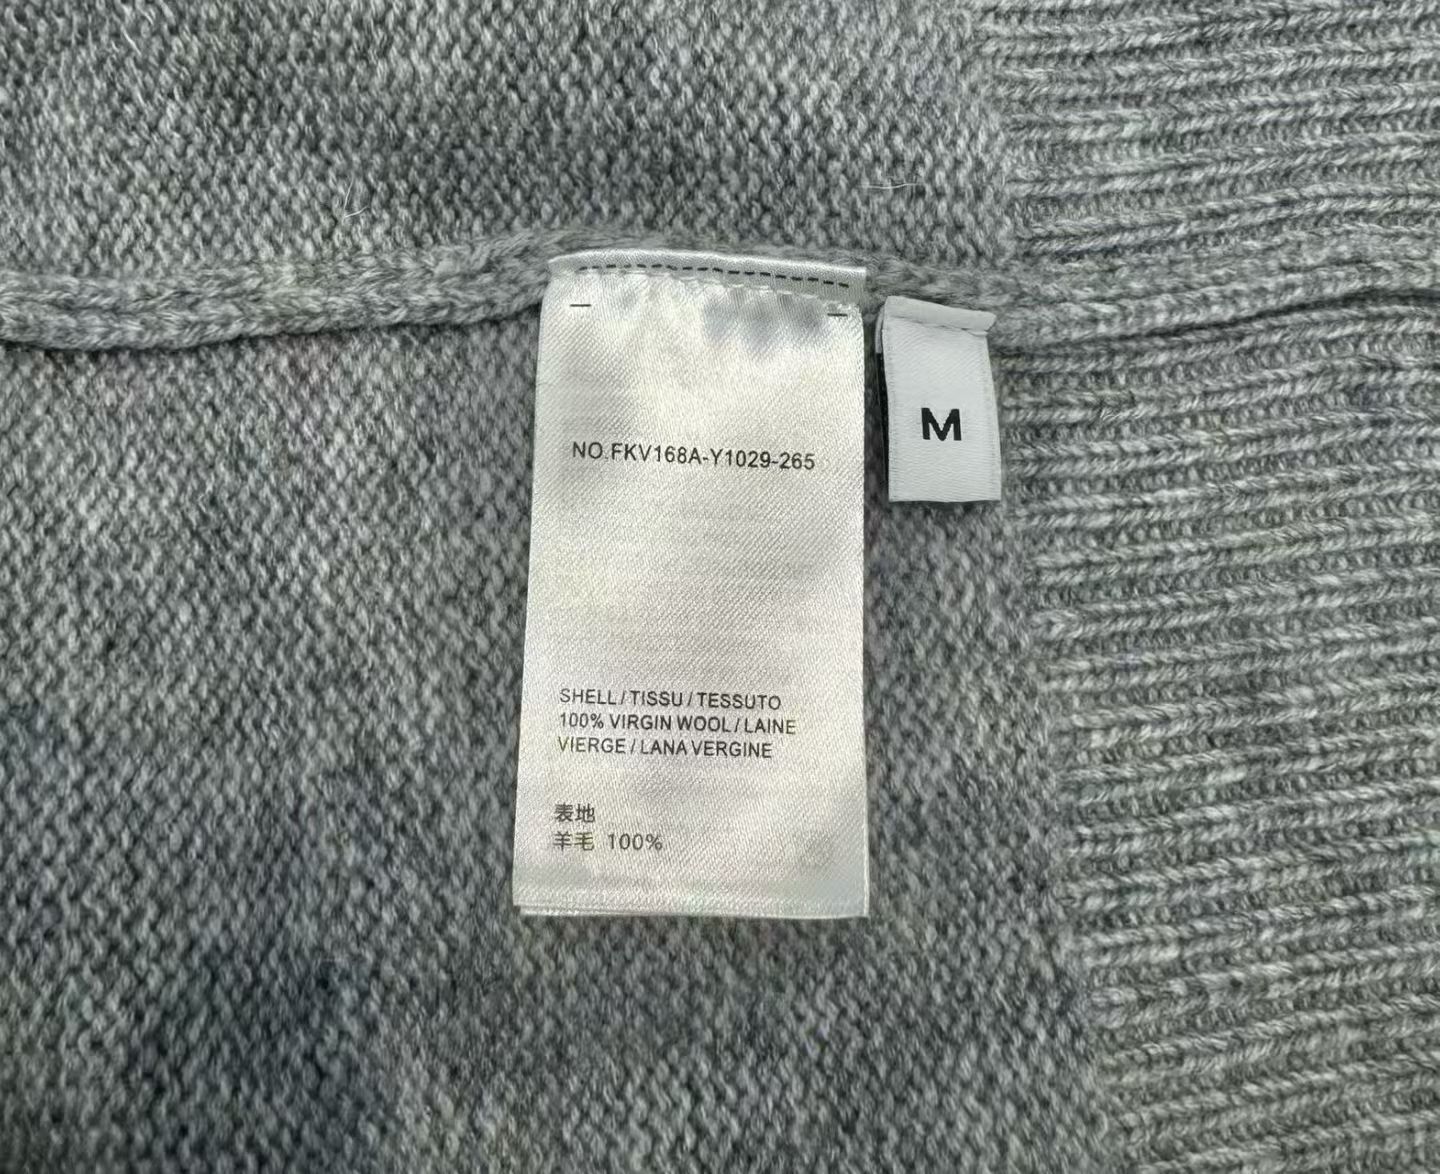 NO.FKV168A-Y1029-265
M
SHELL / TISSU / TESSUTO
100% VIRGIN WOOL / LAINE
VIERGE / LANA VERGINE
表地
羊毛 100%